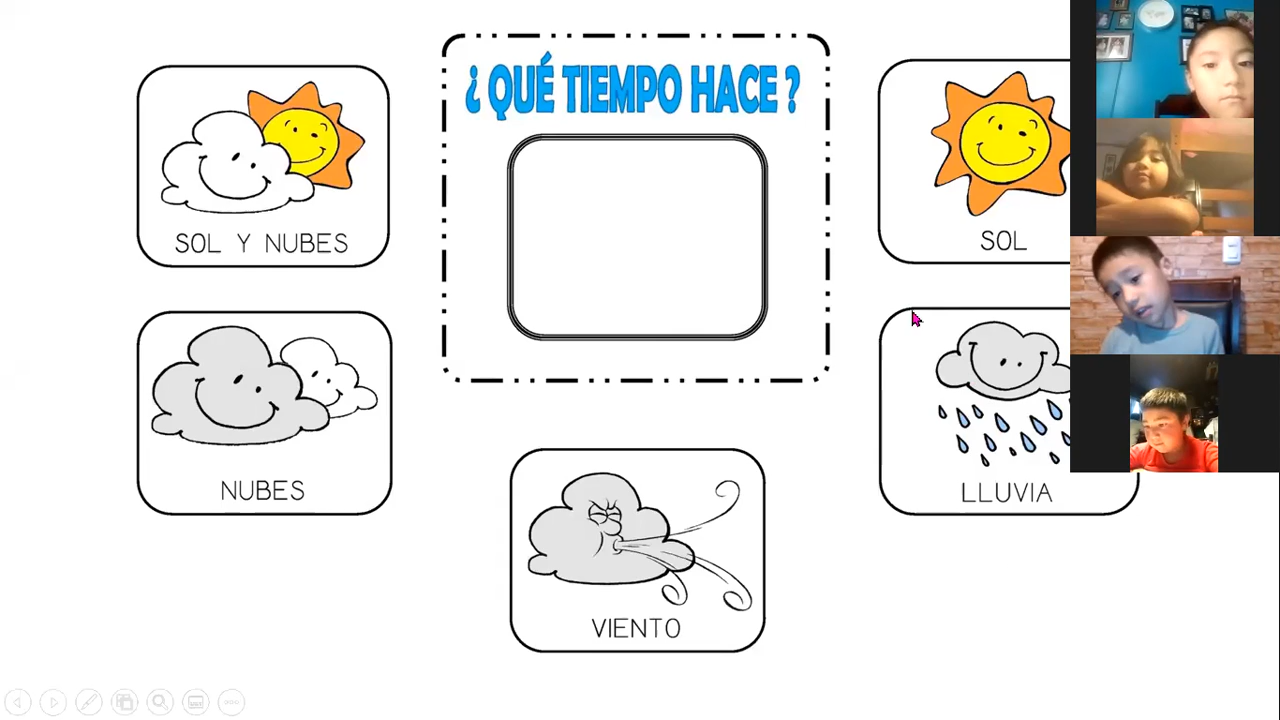 ¿ QUÉ TIEMPO HACE ?
SOL Y NUBES
SOL
NUBES
LLUVIA
VIENTO